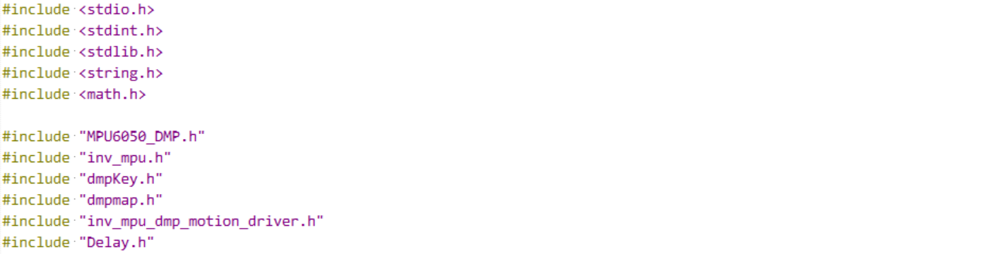 #include <stdio.h>
#include <stdint.h>
#include <stdlib.h>
#include <string.h>
#include <math.h>
#include "MPU6050_DMP.h"
#include "inv_mpu.h"
#include "dmpKey.h"
#include "dmpmap.h"
#include "inv_mpu_dmp_motion_driver.h"
#include "Delay.h"